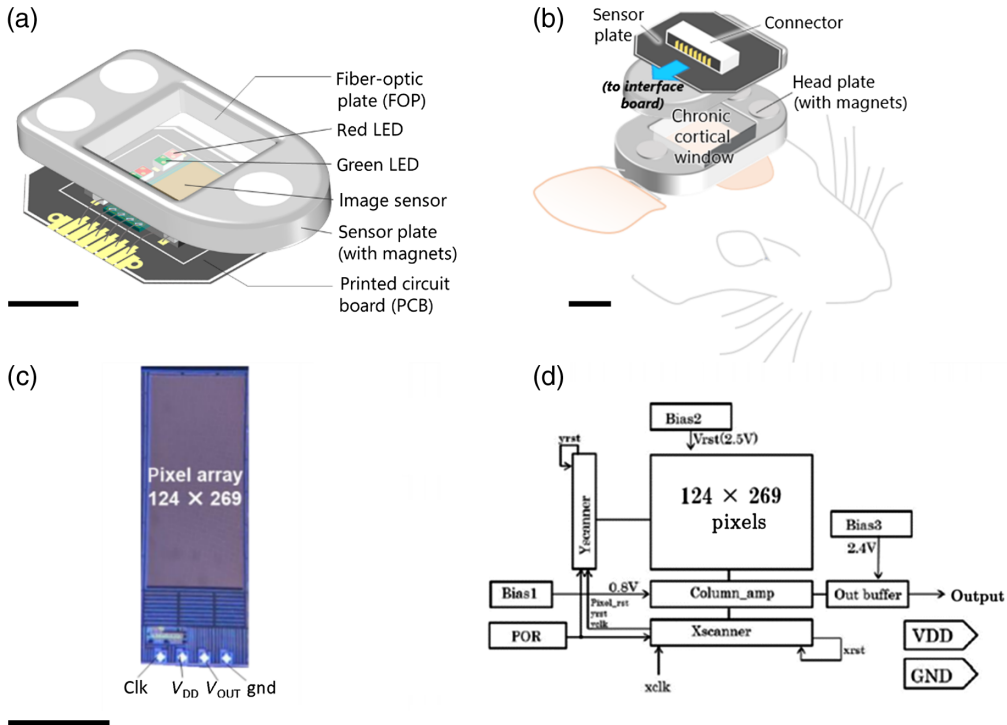 (a)
Fiber-optic
plate (FOP)
Red LED
Green LED
Image sensor
Sensor plate
(with magnets)
Printed circuit
board (PCB)
(b)
Sensor
plate
Connector
(to interface
board)
Head plate
(with magnets)
Chronic
cortical
window
(c)
Pixel array
124 × 269
Clk VDD VOUT gnd
(d)
Bias2
Vrst(2.5V)
yrst
Yscanner
124 × 269
pixels
Bias3
2.4V
Bias1
0.8V
Column_amp
Out buffer
Output
Pixel_rst
yrst
yclk
POR
Xscanner
xrst
xclk
VDD
GND